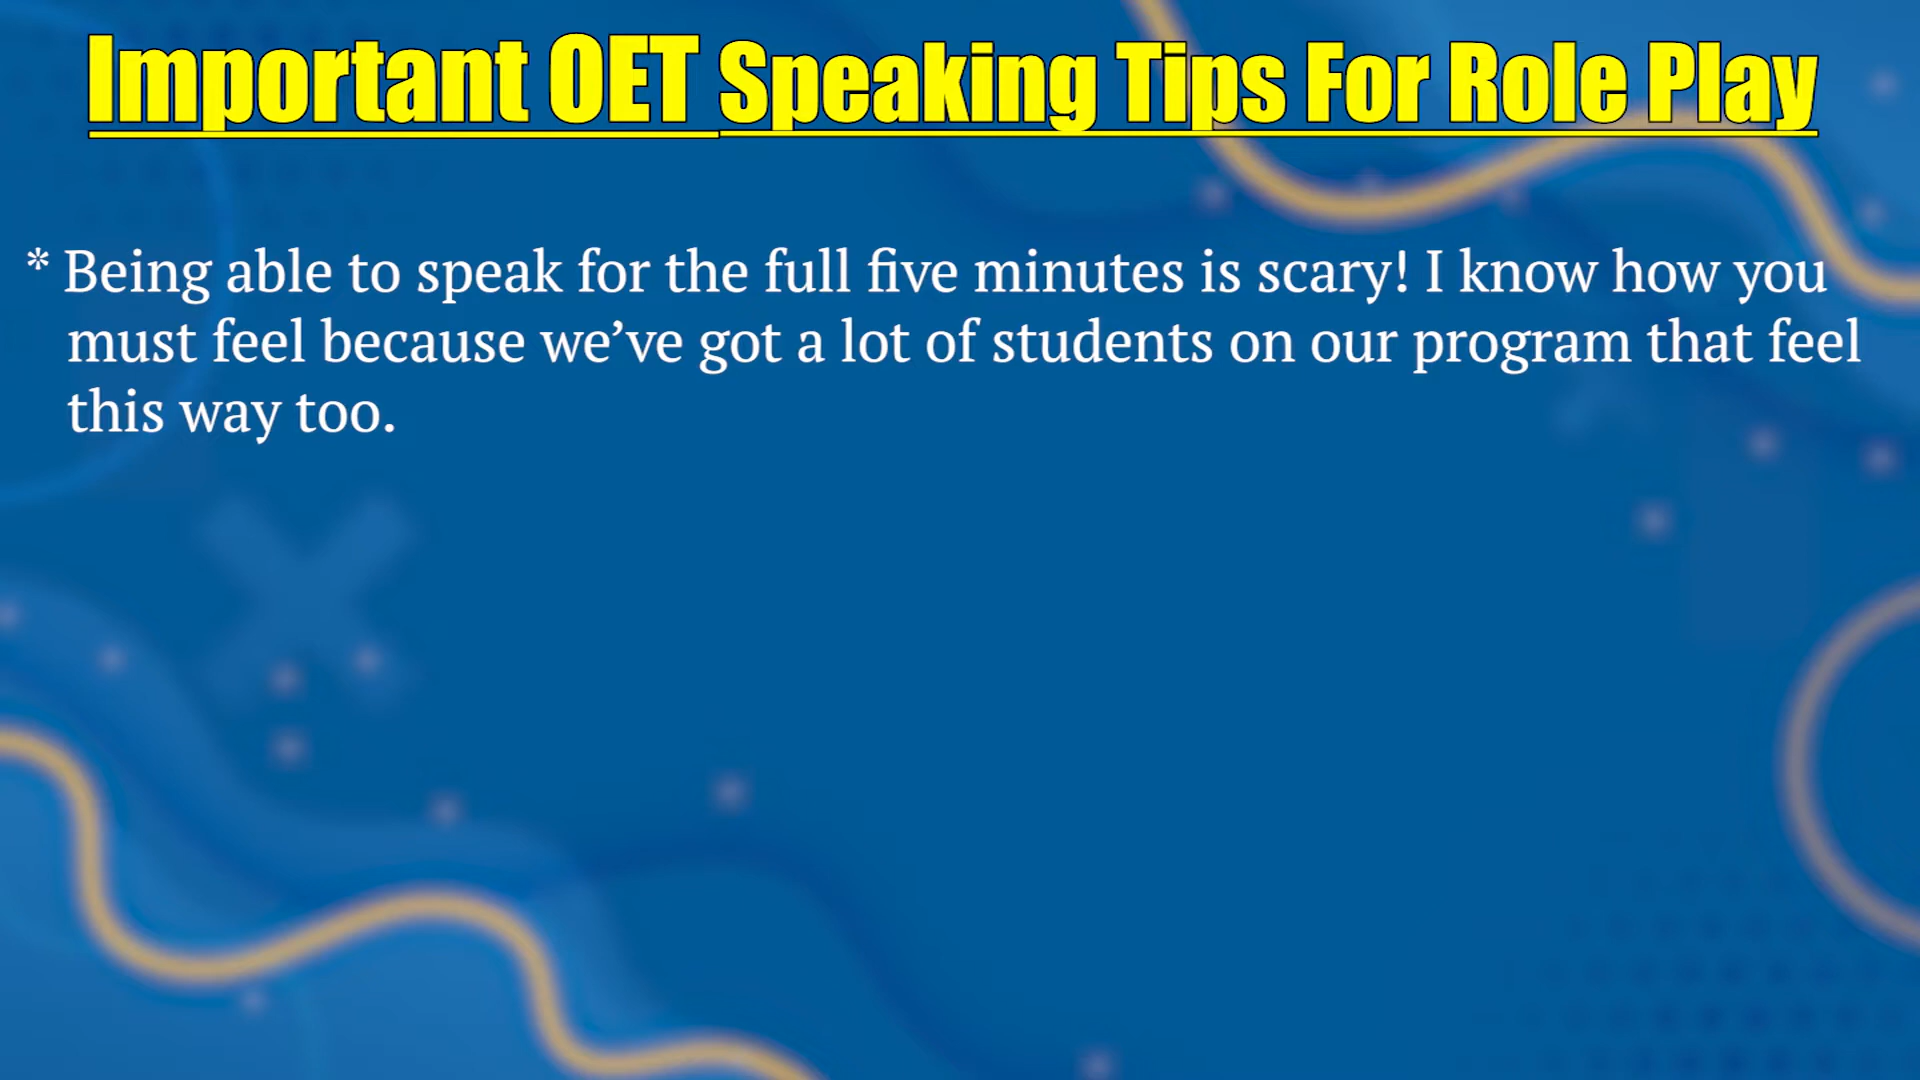 Important OET Speaking Tips For Role Play
* Being able to speak for the full five minutes is scary! I know how you
must feel because we’ve got a lot of students on our program that feel
this way too.